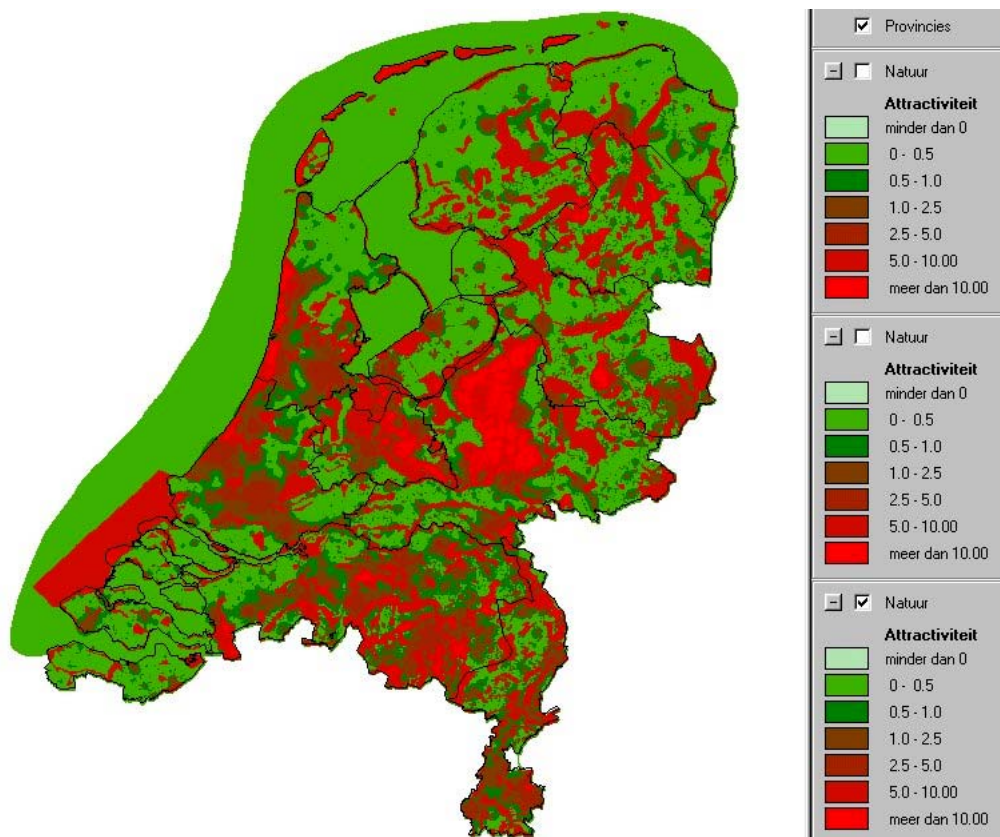 Provincies
Natuur
Attractiviteit
minder dan 0
0 - 0.5
0.5 - 1.0
1.0 - 2.5
2.5 - 5.0
5.0 - 10.00
meer dan 10.00
Natuur
Attractiviteit
minder dan 0
0 - 0.5
0.5 - 1.0
1.0 - 2.5
2.5 - 5.0
5.0 - 10.00
meer dan 10.00
Natuur
Attractiviteit
minder dan 0
0 - 0.5
0.5 - 1.0
1.0 - 2.5
2.5 - 5.0
5.0 - 10.00
meer dan 10.00